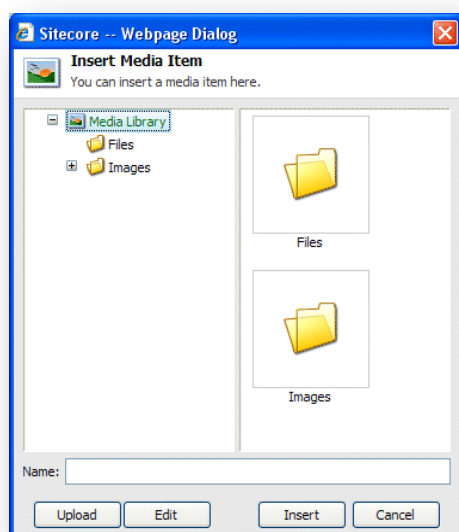 Sitecore -- Webpage Dialog
Insert Media Item
You can insert a media item here.
Media Library
Files
Images
Files
Images
Name:
Upload Edit Insert Cancel